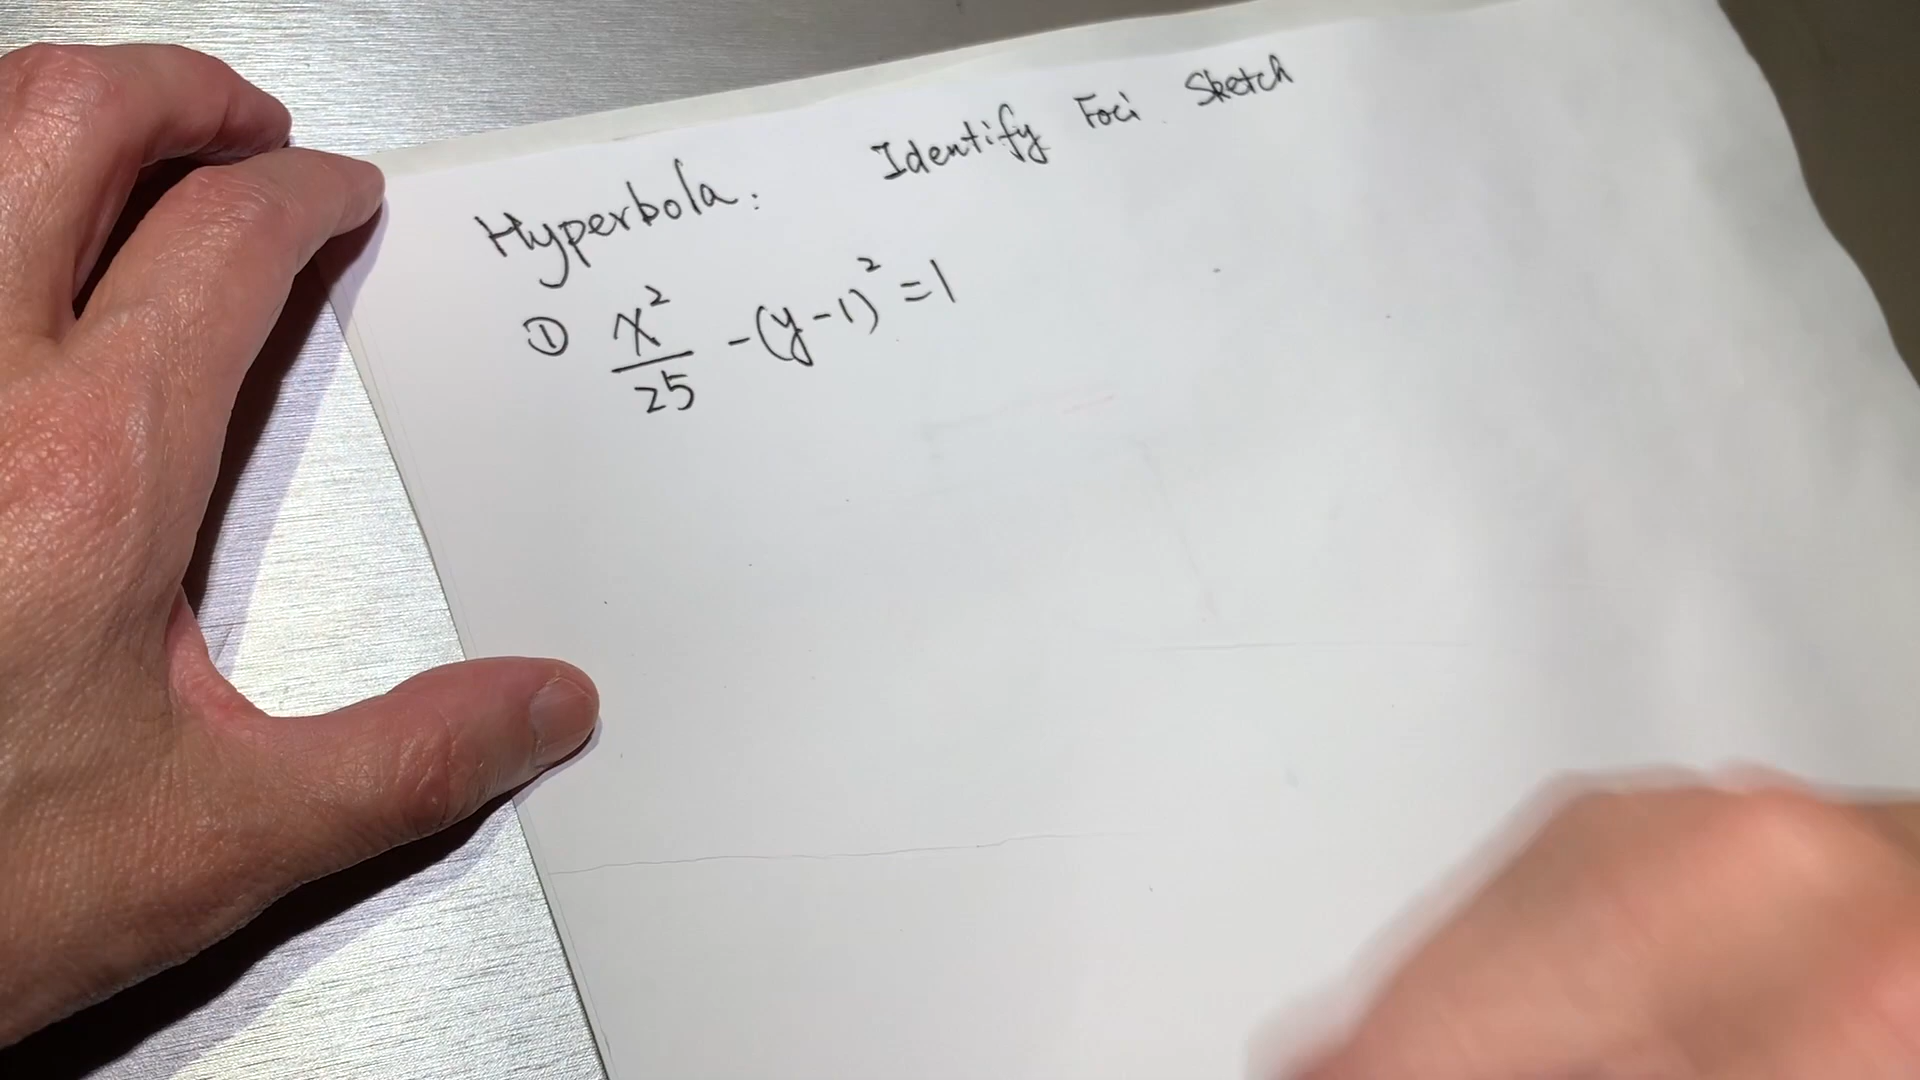 Hyperbola: Identify Foci Sketch
① x²/25 - (y-1)² = 1